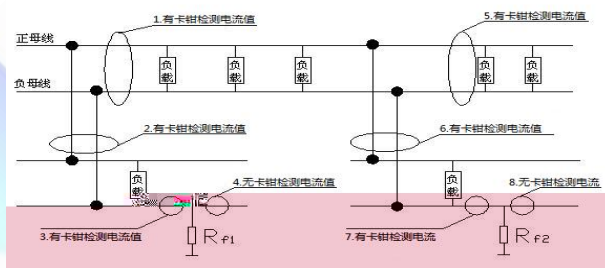 1.有卡钳检测电流值
5.有卡钳检测电流值
正母线
负载
负载
负载
负载
负载
负母线
2.有卡钳检测电流值
6.有卡钳检测电流值
负载
4.无卡钳检测电流值
负载
8.无卡钳检测电流
3.有卡钳检测电流值
Rf1
7.有卡钳检测电流
Rf2